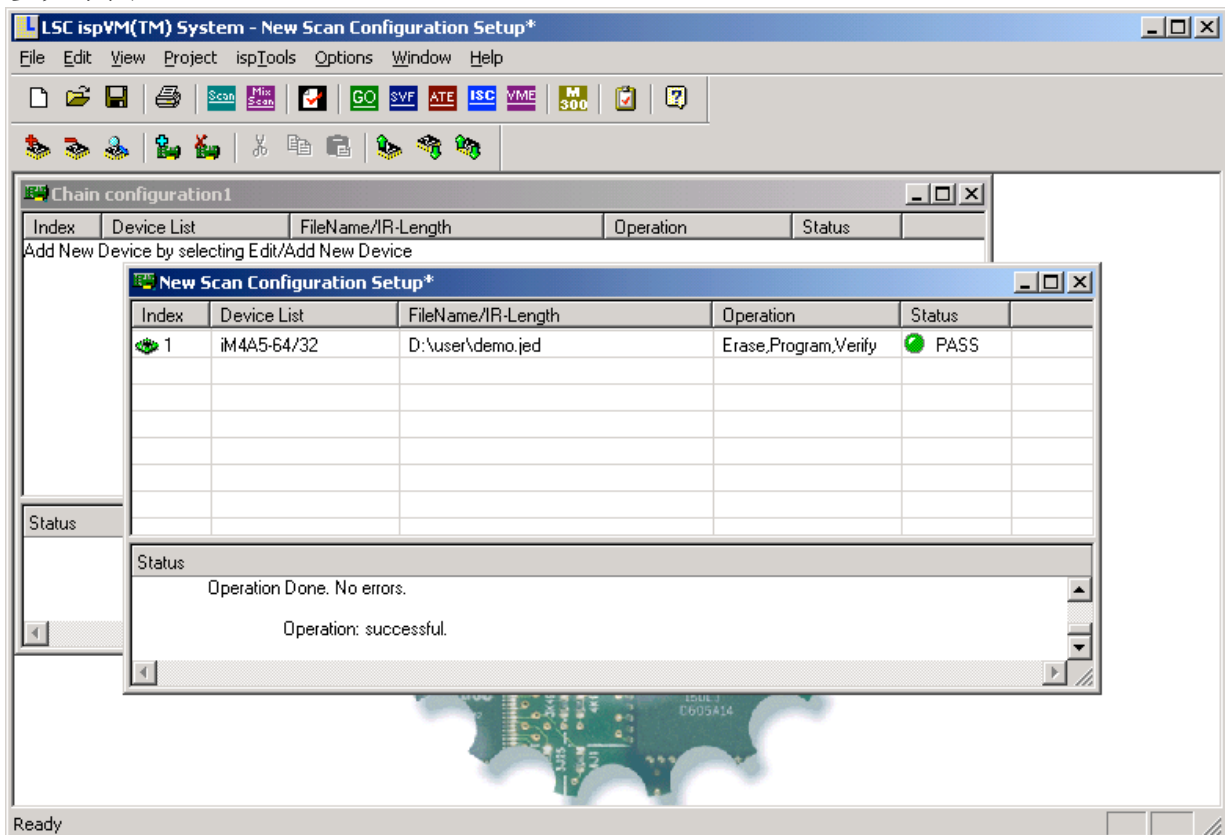 LSC ispVM(TM) System - New Scan Configuration Setup*
File Edit View Project ispTools Options Window Help
Scan Mix Scan GO SVF ATE ISC VME M 300
Chain configuration1
Index Device List FileName/IR-Length Operation Status
Add New Device by selecting Edit/Add New Device
New Scan Configuration Setup*
Index Device List FileName/IR-Length Operation Status
1 iM4A5-64/32 D:\user\demo.jed Erase,Program,Verify PASS
Status
Status
Operation Done. No errors.
Operation: successful.
C605A14
Ready